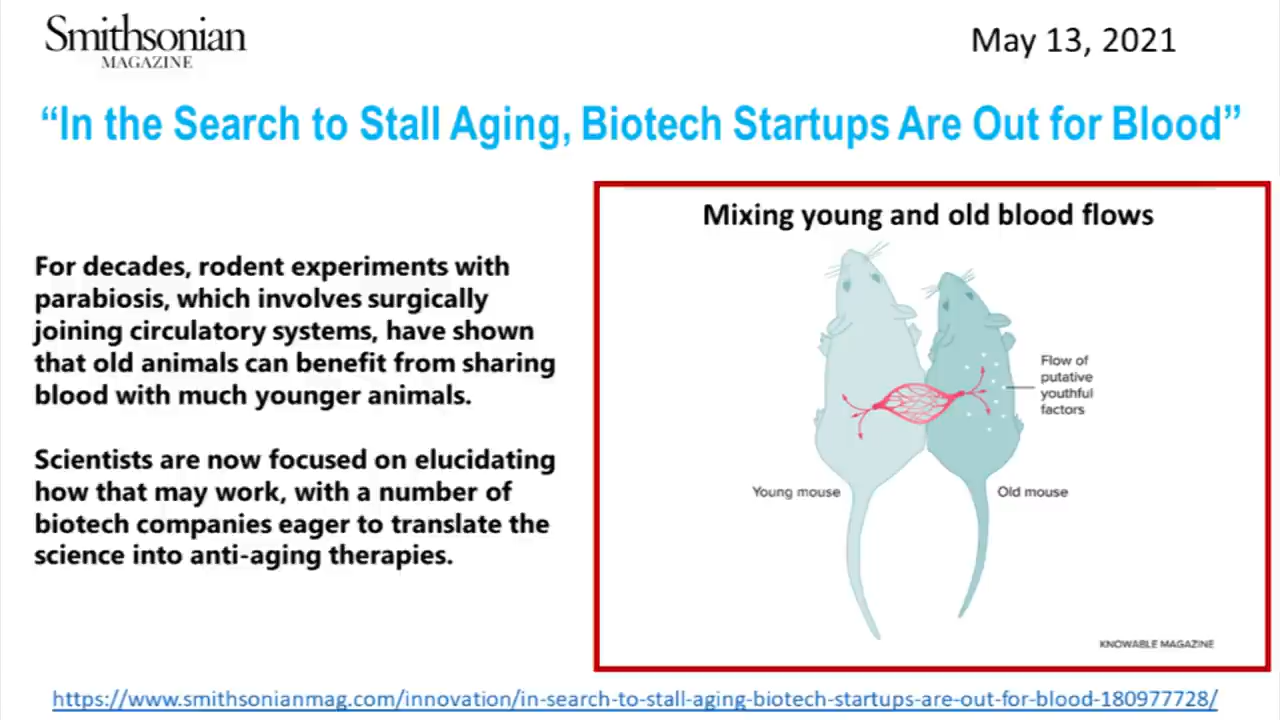 Smithsonian
MAGAZINE
May 13, 2021
“In the Search to Stall Aging, Biotech Startups Are Out for Blood”
For decades, rodent experiments with
parabiosis, which involves surgically
joining circulatory systems, have shown
that old animals can benefit from sharing
blood with much younger animals.
Scientists are now focused on elucidating
how that may work, with a number of
biotech companies eager to translate the
science into anti-aging therapies.
Mixing young and old blood flows
Flow of
putative
youthful
factors
Young mouse
Old mouse
KNOWABLE MAGAZINE
https://www.smithsonianmag.com/innovation/in-search-to-stall-aging-biotech-startups-are-out-for-blood-180977728/